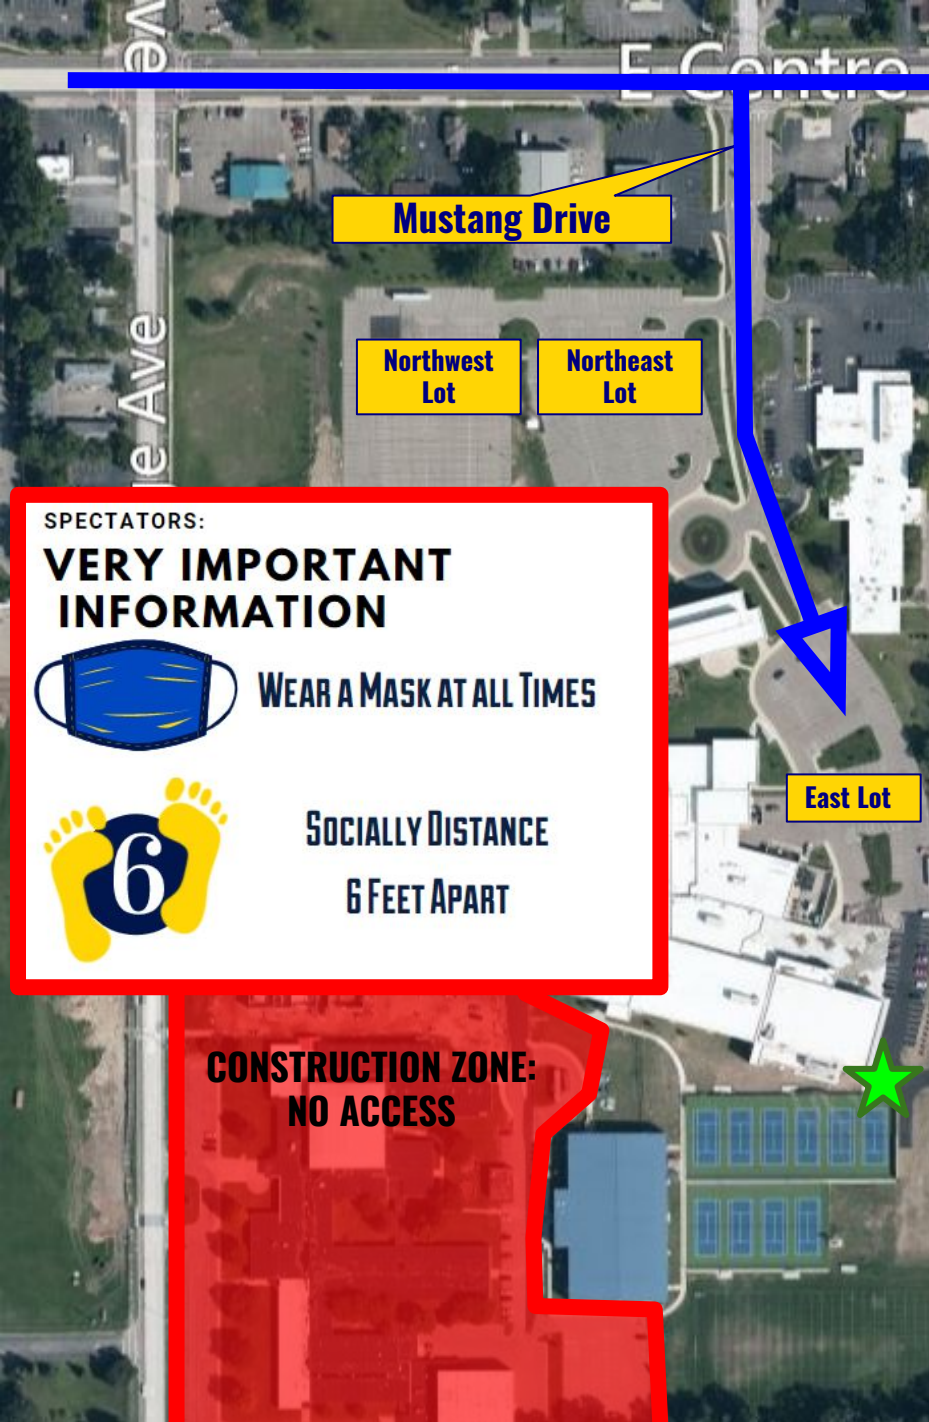 E Centre
Mustang Drive
Northwest
Lot
Northeast
Lot
Ave
SPECTATORS:
VERY IMPORTANT
INFORMATION
WEAR A MASK AT ALL TIMES
6
SOCIALLY DISTANCE
6 FEET APART
East Lot
CONSTRUCTION ZONE:
NO ACCESS